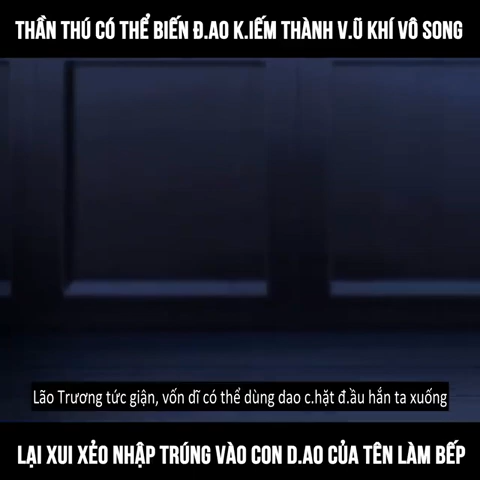 THẦN THÚ CÓ THỂ BIẾN Đ.AO K.IẾM THÀNH V.Ũ KHÍ VÔ SONG
Lão Trương tức giận, vốn dĩ có thể dùng dao c.hặt đ.ầu hắn ta xuống
LẠI XUI XẺO NHẬP TRÚNG VÀO CON D.AO CỦA TÊN LÀM BẾP